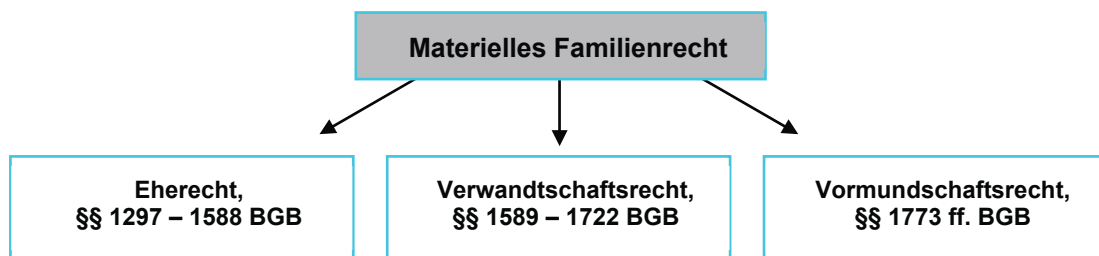 Materielles Familienrecht
Eherecht,
§§ 1297 – 1588 BGB
Verwandtschaftsrecht,
§§ 1589 – 1722 BGB
Vormundschaftsrecht,
§§ 1773 ff. BGB